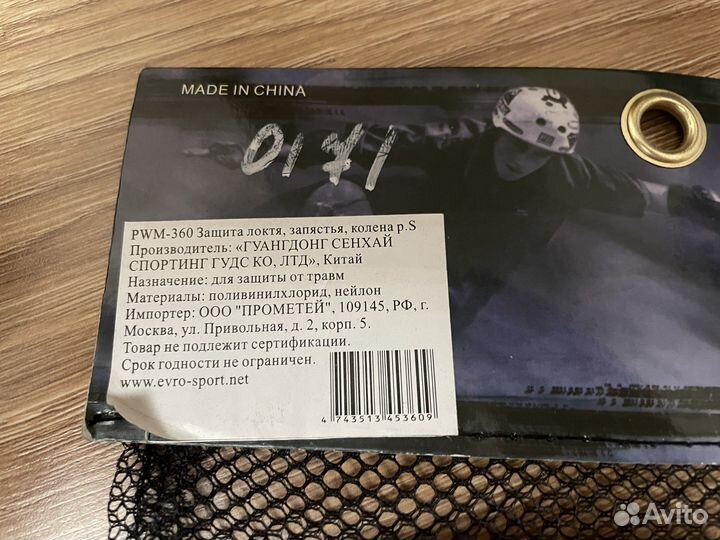 MADE IN CHINA
0171
PWM-360 Защита локтя, запястья, колена р.S
Производитель: «ГУАНГДОНГ СЕНХАЙ
СПОРТИНГ ГУДС КО, ЛТД», Китай
Назначение: для защиты от травм
Материалы: поливинилхлорид, нейлон
Импортер: ООО "ПРОМЕТЕЙ", 109145, РФ, г.
Москва, ул. Привольная, д. 2, корп. 5.
Товар не подлежит сертификации.
Срок годности не ограничен.
www.evro-sport.net
4 743513 453609
Avito